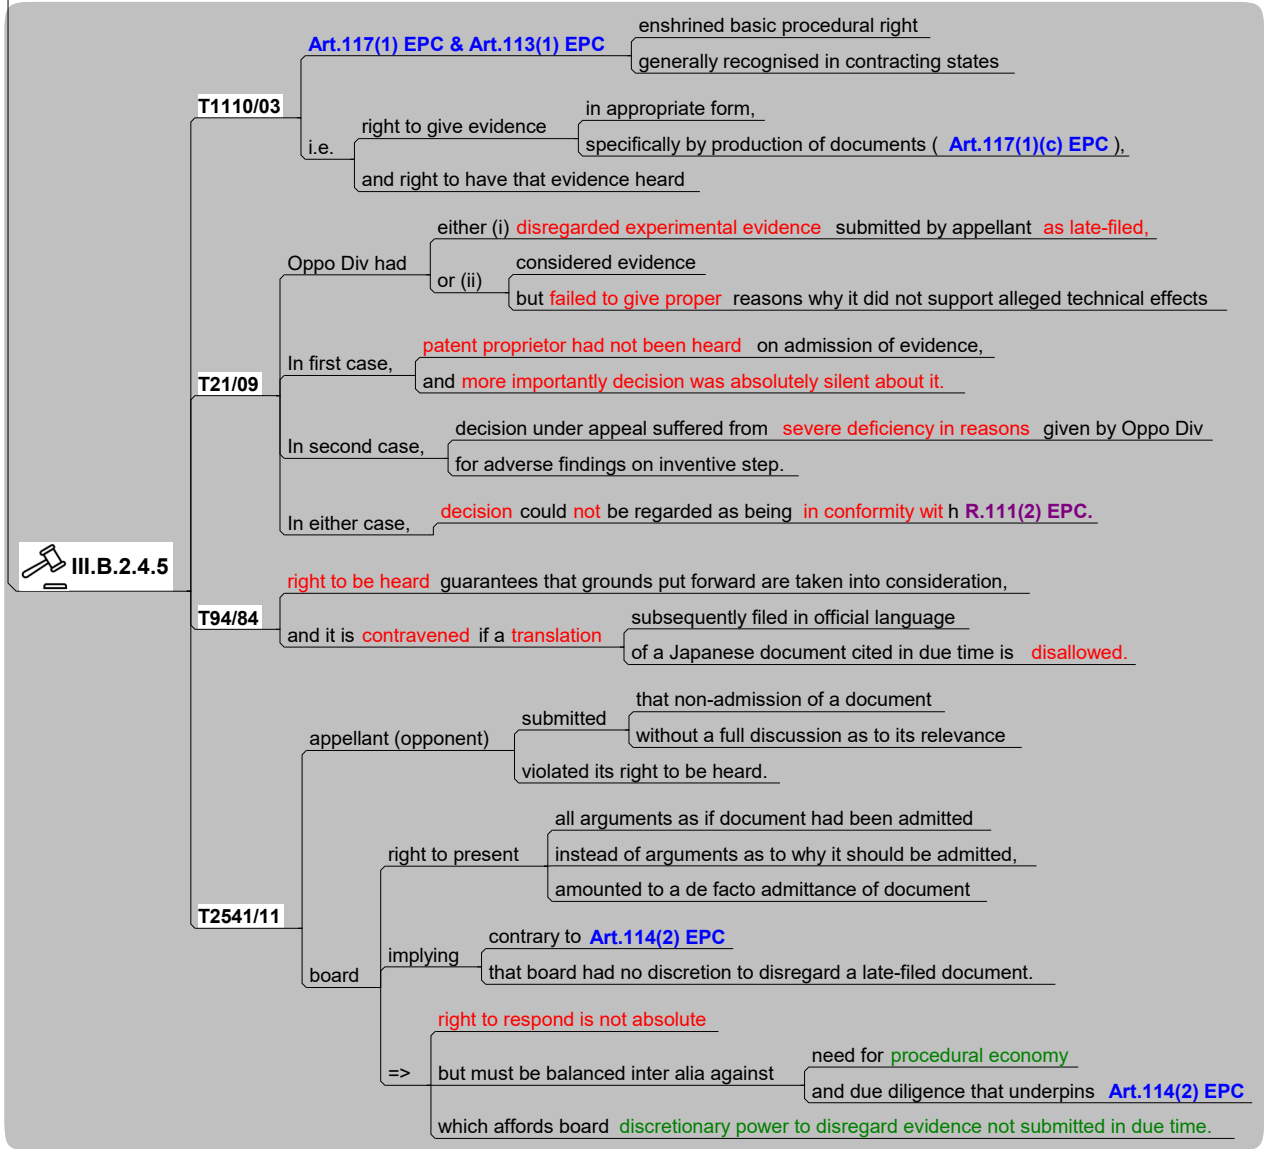 enshrined basic procedural right
Art.117(1) EPC & Art.113(1) EPC
generally recognised in contracting states
T1110/03
in appropriate form,
right to give evidence
i.e.
specifically by production of documents ( Art.117(1)(c) EPC ),
and right to have that evidence heard
either (i) disregarded experimental evidence submitted by appellant as late-filed,
Oppo Div had
considered evidence
or (ii)
but failed to give proper reasons why it did not support alleged technical effects
patent proprietor had not been heard on admission of evidence,
In first case,
and more importantly decision was absolutely silent about it.
T21/09
decision under appeal suffered from severe deficiency in reasons given by Oppo Div
In second case,
for adverse findings on inventive step.
decision could not be regarded as being in conformity wit h R.111(2) EPC.
In either case,
III.B.2.4.5
right to be heard guarantees that grounds put forward are taken into consideration,
T94/84
subsequently filed in official language
and it is contravened if a translation
of a Japanese document cited in due time is disallowed.
that non-admission of a document
submitted
without a full discussion as to its relevance
appellant (opponent)
violated its right to be heard.
all arguments as if document had been admitted
right to present
instead of arguments as to why it should be admitted,
amounted to a de facto admittance of document
T2541/11
contrary to Art.114(2) EPC
implying
that board had no discretion to disregard a late-filed document.
board
right to respond is not absolute
=>
need for procedural economy
but must be balanced inter alia against
and due diligence that underpins Art.114(2) EPC
which affords board discretionary power to disregard evidence not submitted in due time.